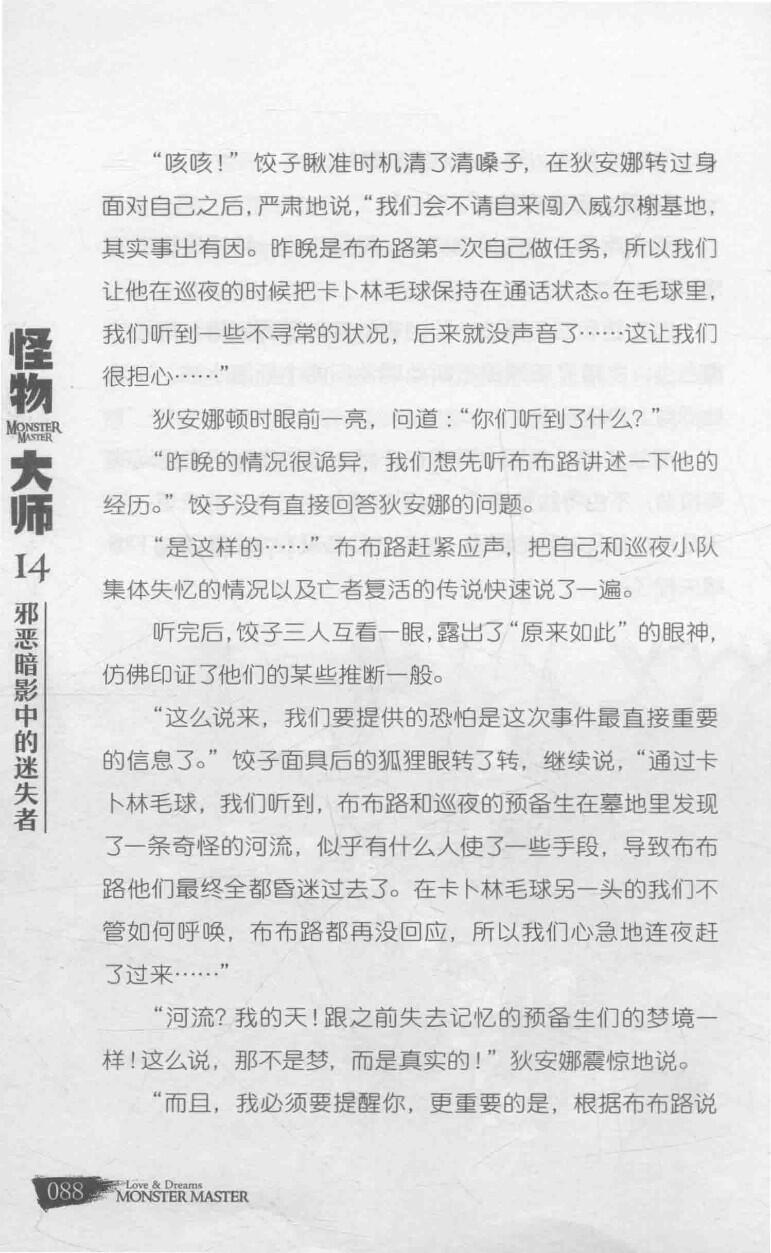 “咳咳！”饺子瞅准时机清了清嗓子，在狄安娜转过身
面对自己之后，严肃地说，“我们会不请自来闯入威尔榭基地，
其实事出有因。昨晚是布布路第一次自己做任务，所以我们
让他在巡夜的时候把卡卜林毛球保持在通话状态。在毛球里，
我们听到一些不寻常的状况，后来就没声音了……这让我们
很担心……”
狄安娜顿时眼前一亮，问道：“你们听到了什么？”
“昨晚的情况很诡异，我们想先听布布路讲述一下他的
经历。”饺子没有直接回答狄安娜的问题。
“是这样的……”布布路赶紧应声，把自己和巡夜小队
集体失忆的情况以及亡者复活的传说快速说了一遍。
听完后，饺子三人互看一眼，露出了“原来如此”的眼神，
仿佛印证了他们的某些推断一般。
“这么说来，我们要提供的恐怕是这次事件最直接重要
的信息了。”饺子面具后的狐狸眼转了转，继续说，“通过卡
卜林毛球，我们听到，布布路和巡夜的预备生在墓地里发现
了一条奇怪的河流，似乎有什么人使了一些手段，导致布布
路他们最终全都昏迷过去了。在卡卜林毛球另一头的我们不
管如何呼唤，布布路都再没回应，所以我们心急地连夜赶
了过来……”
“河流？我的天！跟之前失去记忆的预备生们的梦境一
样！这么说，那不是梦，而是真实的！”狄安娜震惊地说。
“而且，我必须要提醒你，更重要的是，根据布布路说
怪物
MONSTER
MASTER
大师
14
邪恶暗影中的迷失者
088
Love & Dreams
MONSTER MASTER